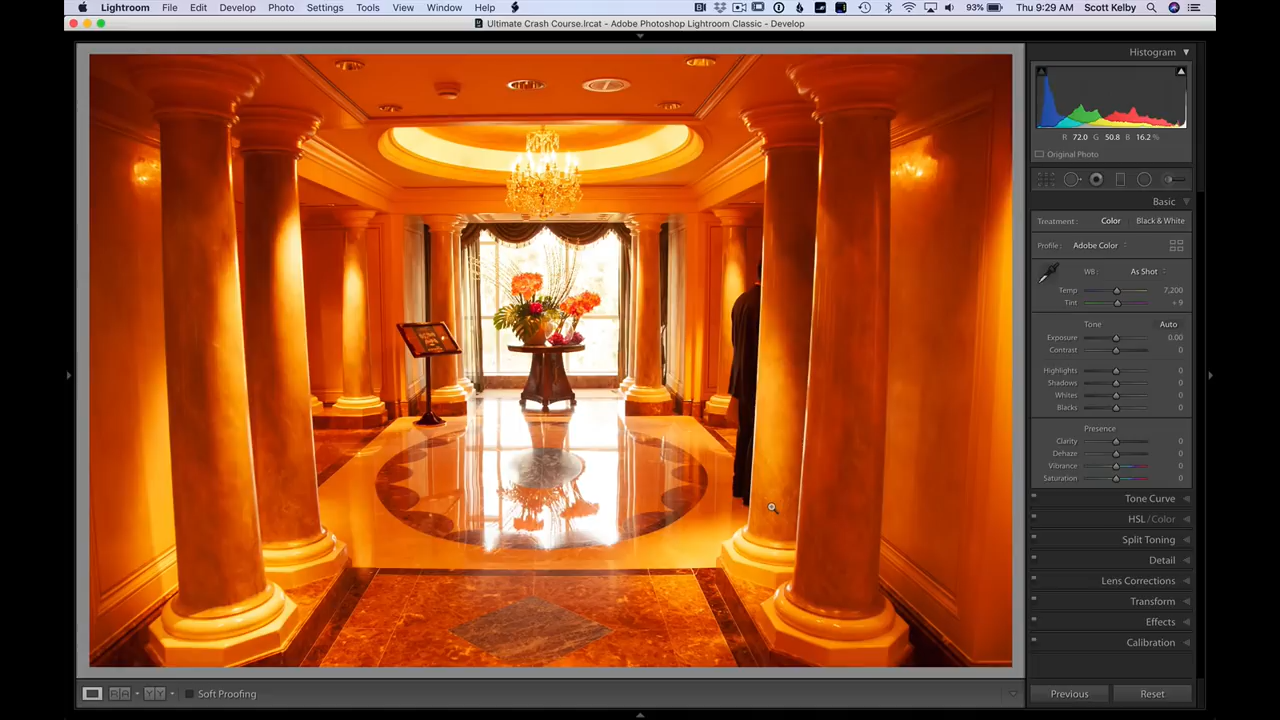 Lightroom File Edit Develop Photo Settings Tools View Window Help 93% Thu 9:29 AM Scott Kelby
Ultimate Crash Course.lrcat - Adobe Photoshop Lightroom Classic - Develop
Histogram
R 72.0 G 50.8 B 16.2 %
Original Photo
Basic
Treatment: Color Black & White
Profile: Adobe Color
WB: As Shot
Temp 7,200
Tint + 9
Tone Auto
Exposure 0.00
Contrast 0
Highlights 0
Shadows 0
Whites 0
Blacks 0
Presence
Clarity 0
Dehaze 0
Vibrance 0
Saturation 0
Tone Curve
HSL / Color
Split Toning
Detail
Lens Corrections
Transform
Effects
Calibration
RA YY Soft Proofing Previous Reset